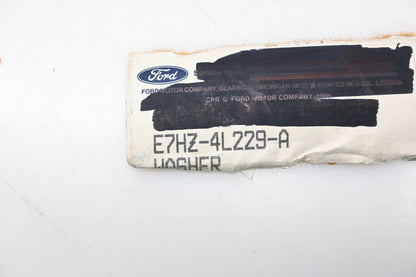 Ford
FORD MOTOR COMPANY, DEARBORN, MICHIGAN 48121 PRINTED IN U.S.A.
CPR © FORD MOTOR COMPANY
E7HZ-4L229-A
WASHER